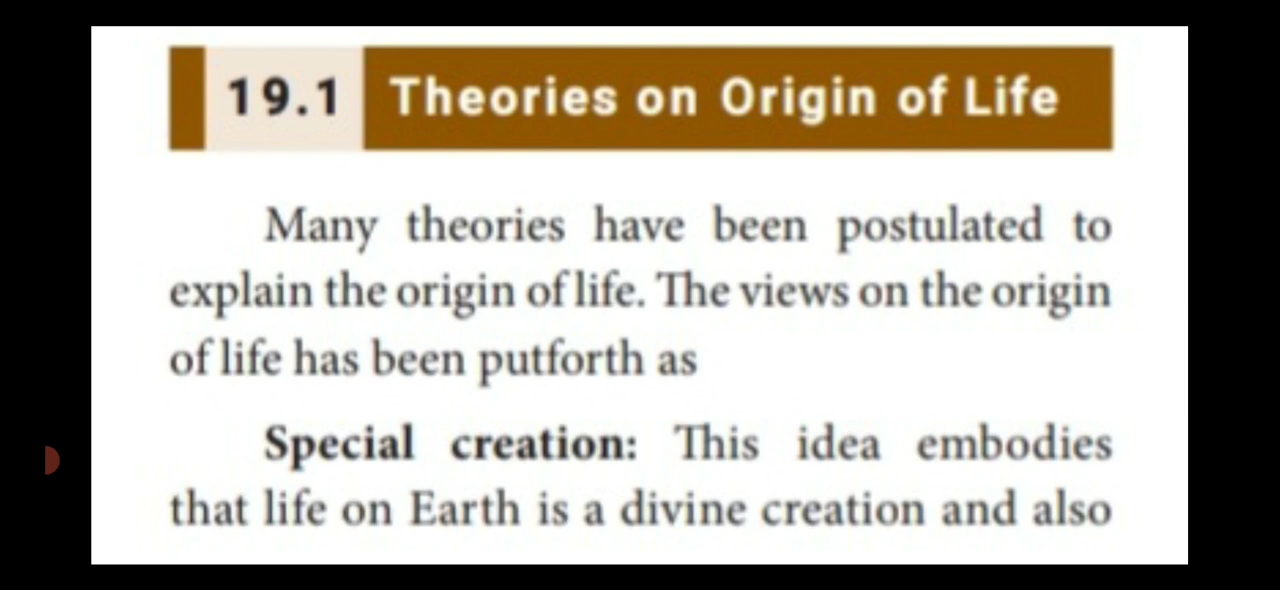 19.1 Theories on Origin of Life
Many theories have been postulated to
explain the origin of life. The views on the origin
of life has been putforth as
Special creation: This idea embodies
that life on Earth is a divine creation and also